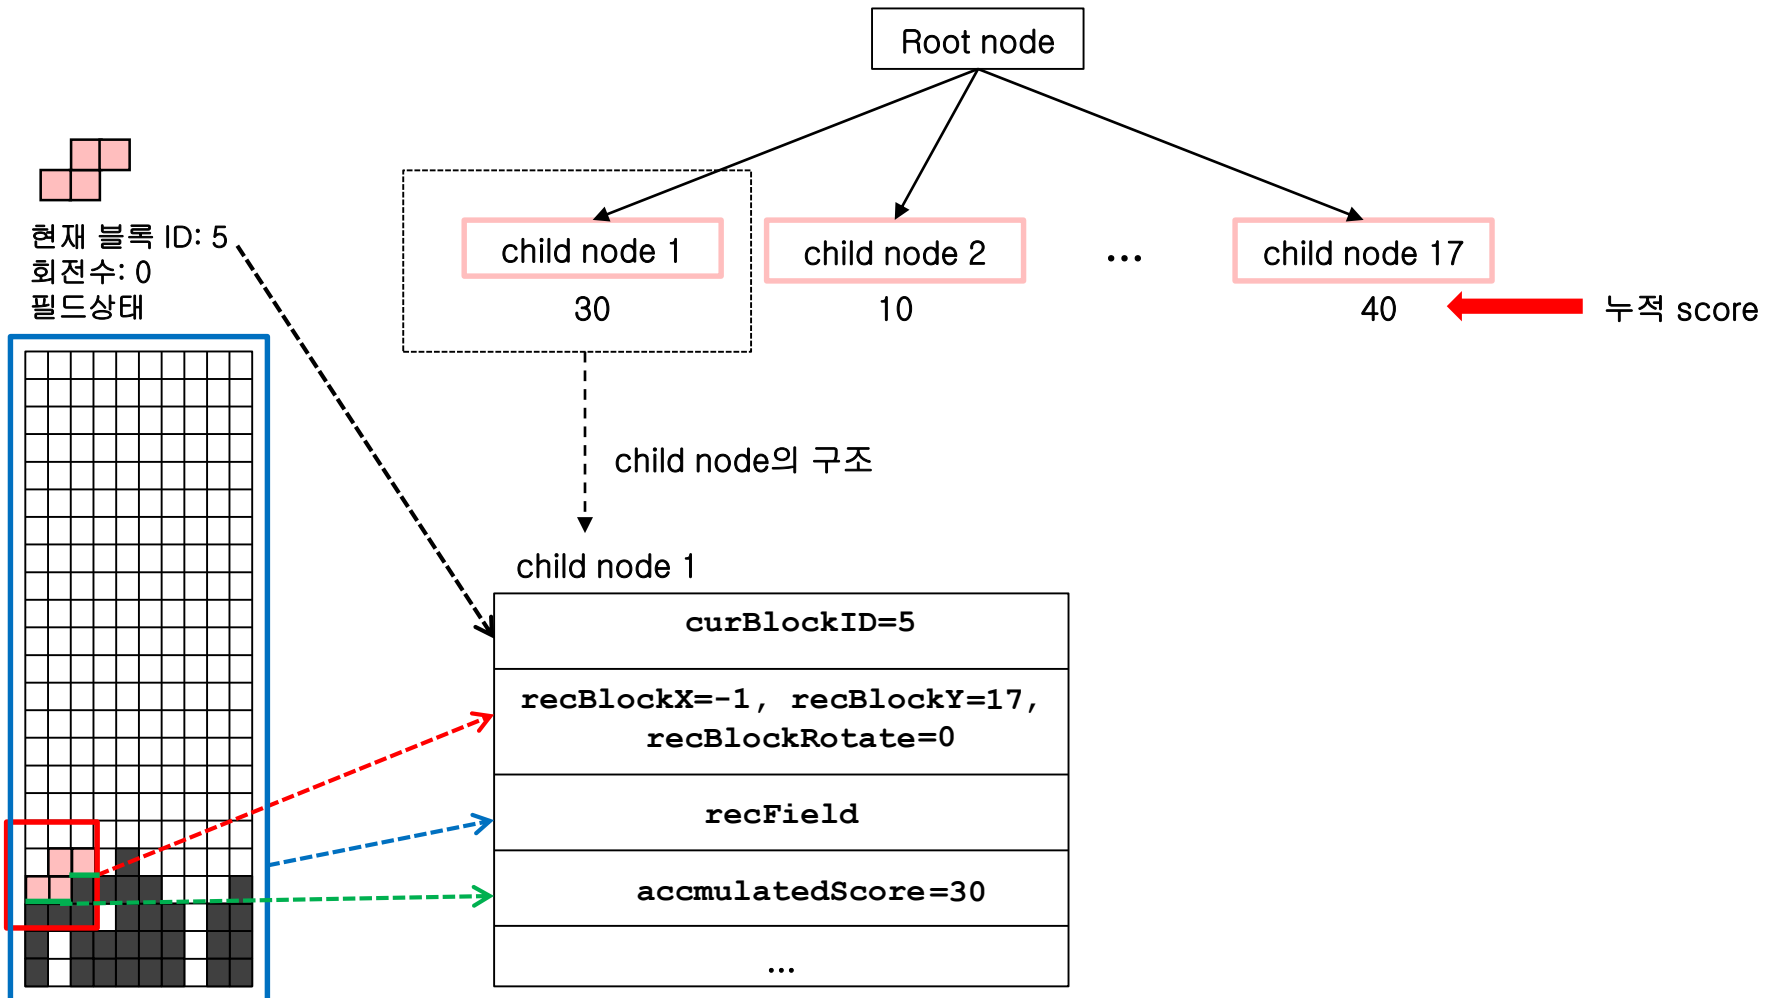 Root node
현재 블록 ID: 5
회전수: 0
필드상태
child node 1
child node 2
...
child node 17
30
10
40
누적 score
child node의 구조
child node 1
curBlockID=5
recBlockX=-1, recBlockY=17,
recBlockRotate=0
recField
accmulatedScore=30
...